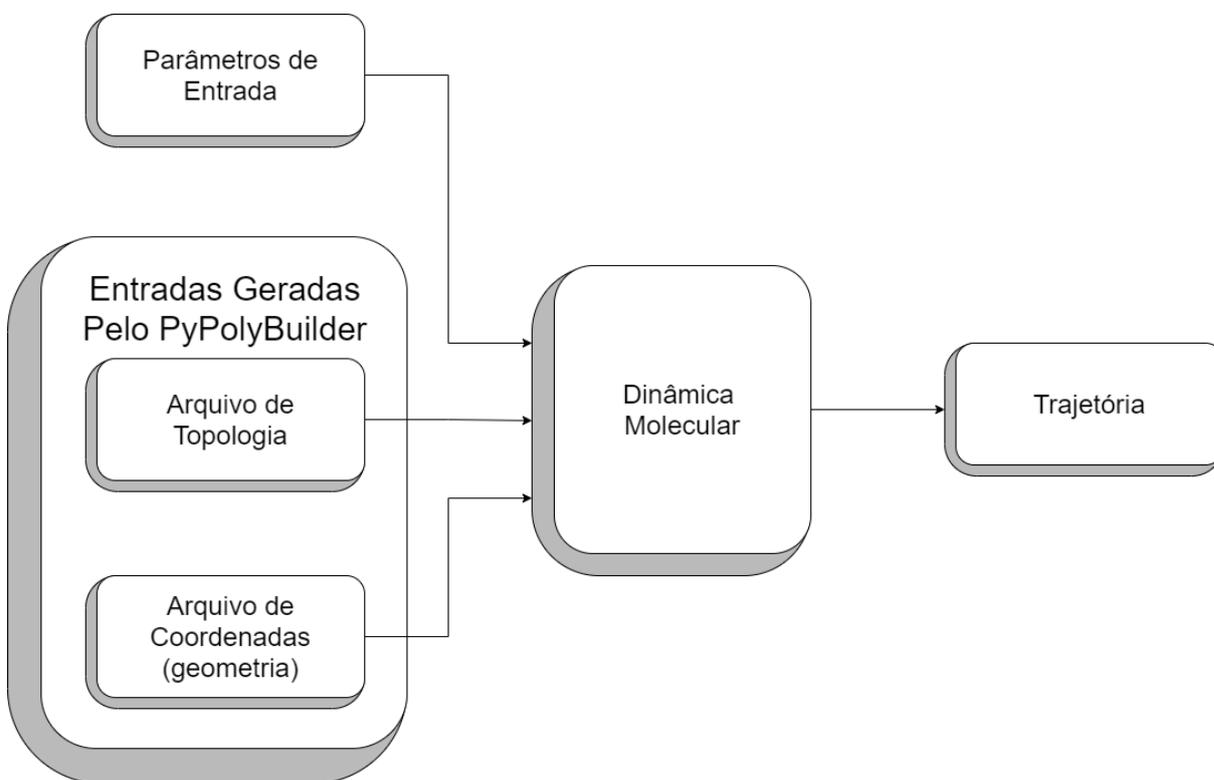 Parâmetros de
Entrada
Entradas Geradas
Pelo PyPolyBuilder
Arquivo de
Topologia
Arquivo de
Coordenadas
(geometria)
Dinâmica
Molecular
Trajetória